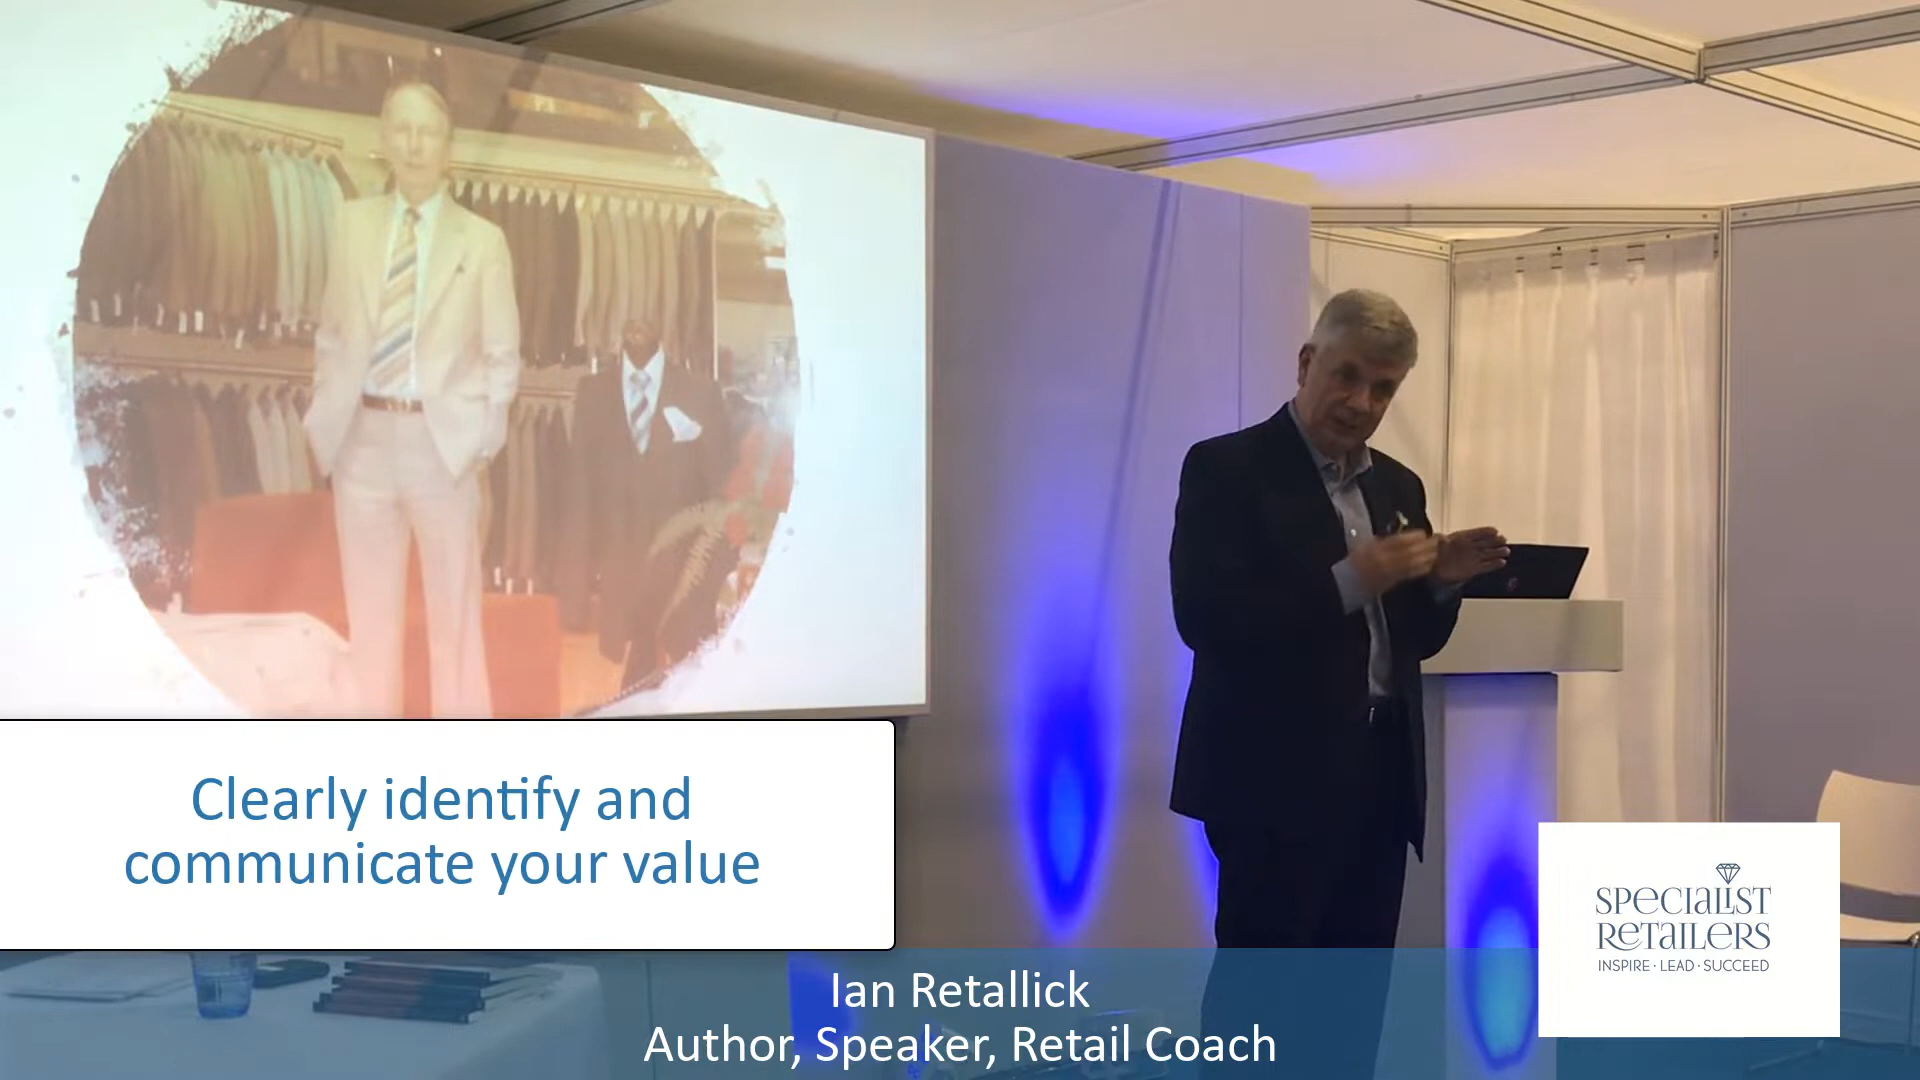 Clearly identify and
communicate your value
Ian Retallick
Author, Speaker, Retail Coach
SPECIALIST
RETAILERS
INSPIRE · LEAD · SUCCEED